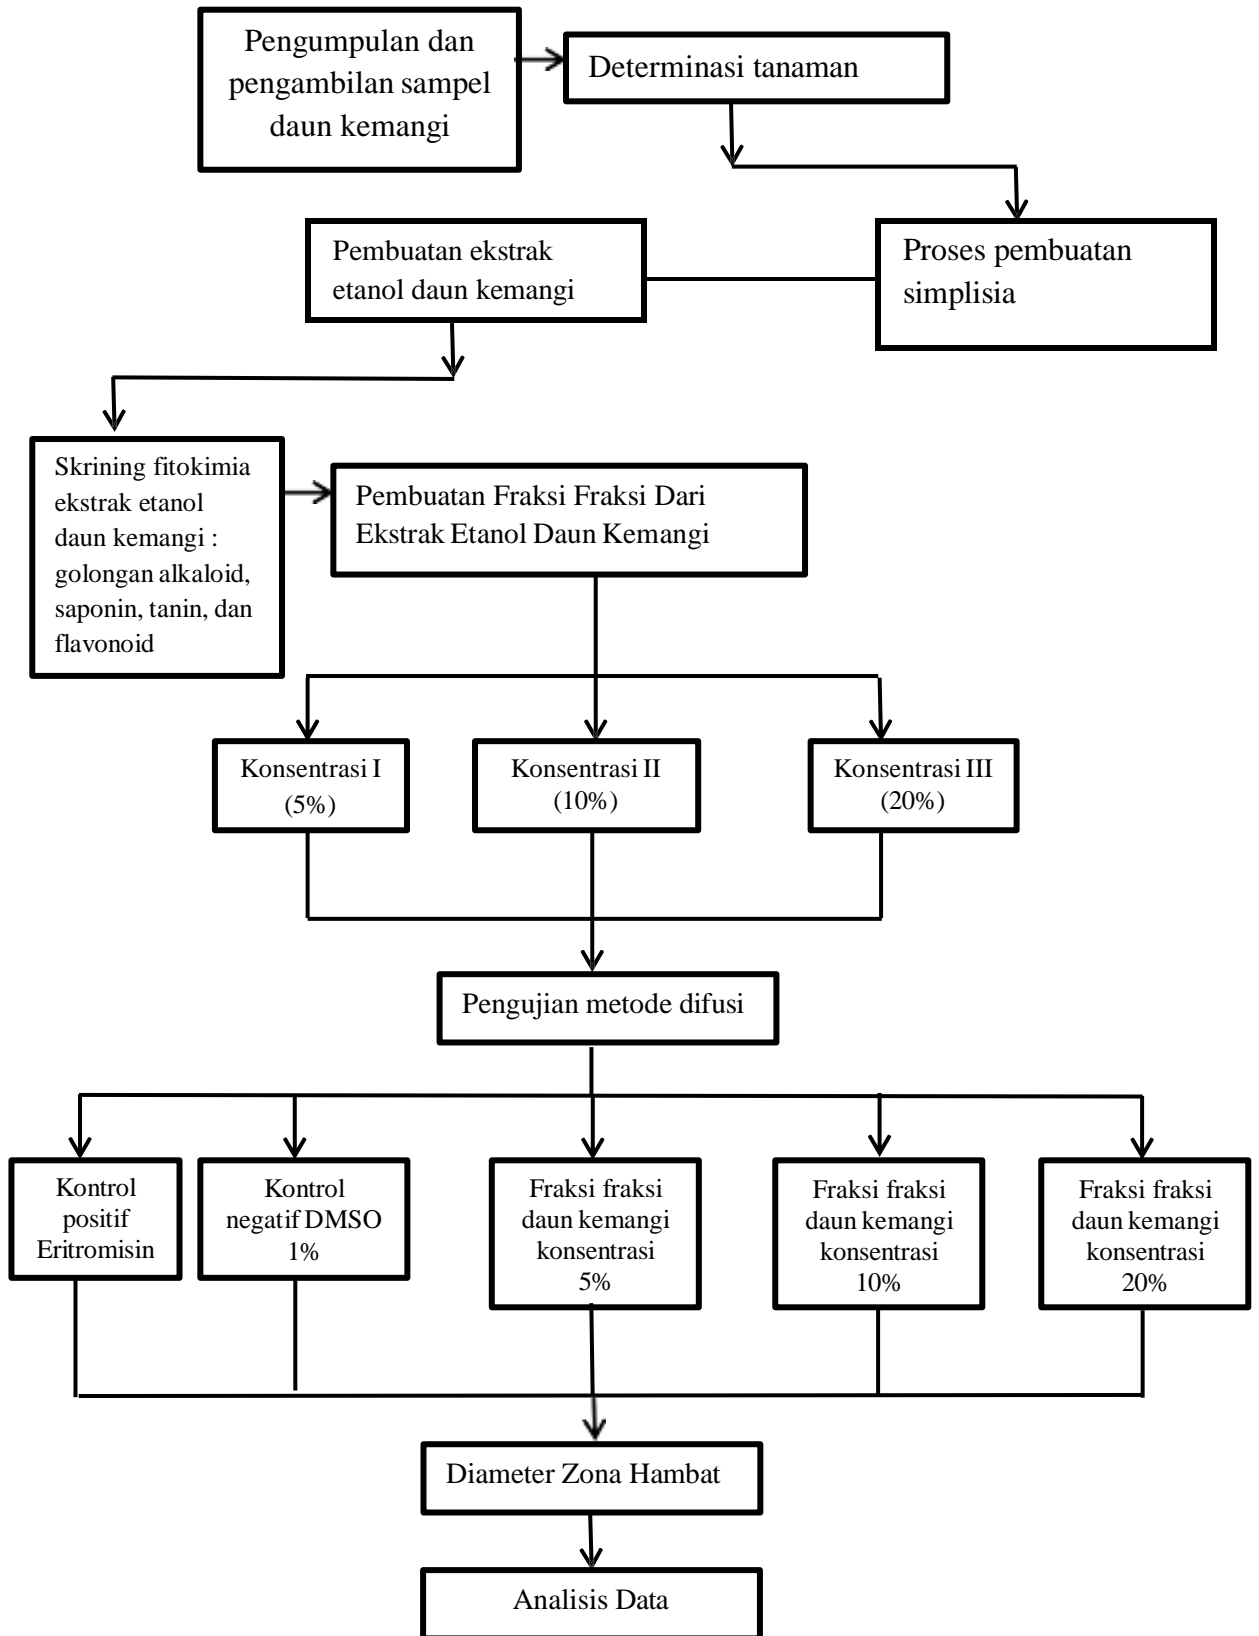 Pengumpulan dan
pengambilan sampel
daun kemangi
Determinasi tanaman
Proses pembuatan
simplisia
Pembuatan ekstrak
etanol daun kemangi
Skrining fitokimia
ekstrak etanol
daun kemangi :
golongan alkaloid,
saponin, tanin, dan
flavonoid
Pembuatan Fraksi Fraksi Dari
Ekstrak Etanol Daun Kemangi
Konsentrasi I
(5%)
Konsentrasi II
(10%)
Konsentrasi III
(20%)
Pengujian metode difusi
Kontrol
positif
Eritromisin
Kontrol
negatif DMSO
1%
Fraksi fraksi
daun kemangi
konsentrasi
5%
Fraksi fraksi
daun kemangi
konsentrasi
10%
Fraksi fraksi
daun kemangi
konsentrasi
20%
Diameter Zona Hambat
Analisis Data